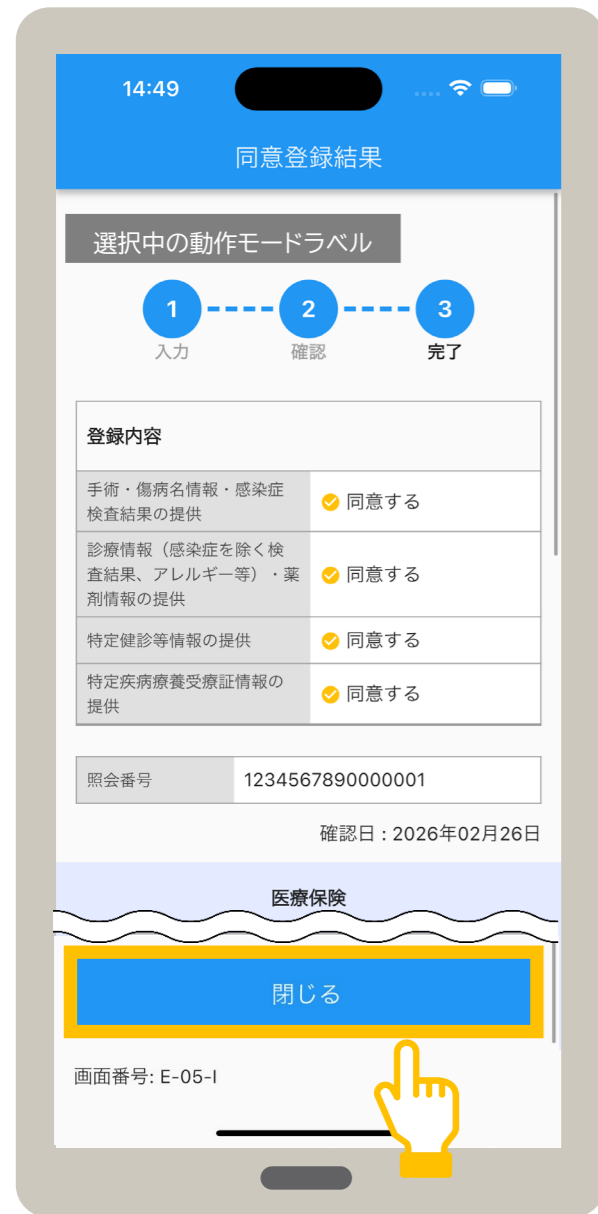 14:49
同意登録結果
選択中の動作モードラベル
1
2
3
入力
確認
完了
登録内容
手術・傷病名情報・感染症
検査結果の提供
同意する
診療情報（感染症を除く検
査結果、アレルギー等）・薬
剤情報の提供
同意する
特定健診等情報の提供
同意する
特定疾病療養受療証情報の
提供
同意する
照会番号
1234567890000001
確認日 : 2026年02月26日
医療保険
閉じる
画面番号: E-05-I